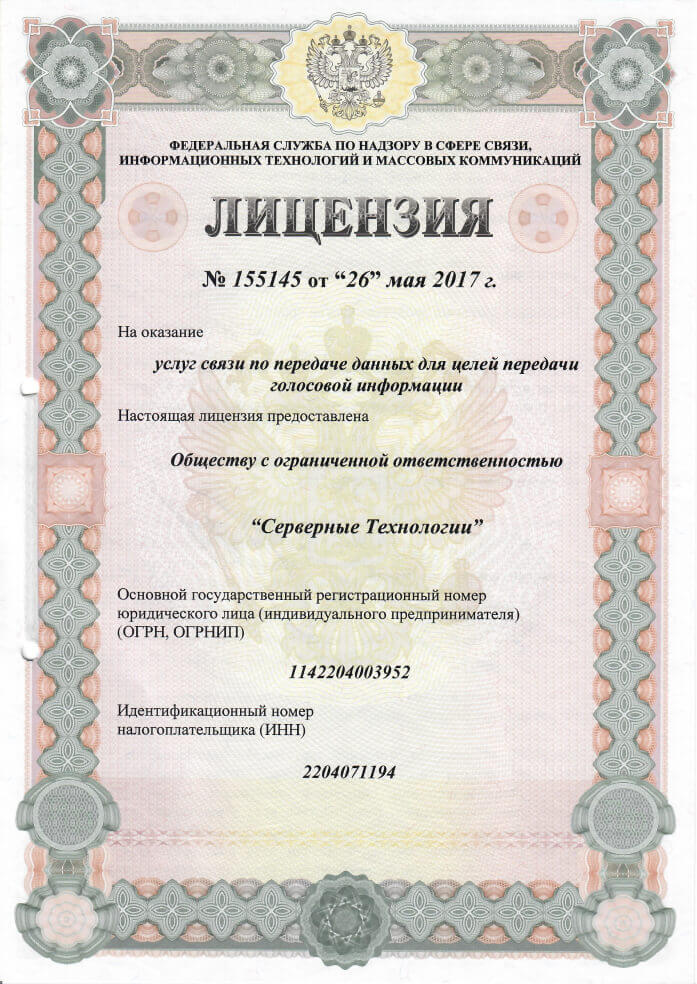 ФЕДЕРАЛЬНАЯ СЛУЖБА ПО НАДЗОРУ В СФЕРЕ СВЯЗИ,
ИНФОРМАЦИОННЫХ ТЕХНОЛОГИЙ И МАССОВЫХ КОММУНИКАЦИЙ
ЛИЦЕНЗИЯ
№ 155145 от “26” мая 2017 г.
На оказание
услуг связи по передаче данных для целей передачи
голосовой информации
Настоящая лицензия предоставлена
Обществу с ограниченной ответственностью
“Серверные Технологии”
Основной государственный регистрационный номер
юридического лица (индивидуального предпринимателя)
(ОГРН, ОГРНИП)
1142204003952
Идентификационный номер
налогоплательщика (ИНН)
2204071194